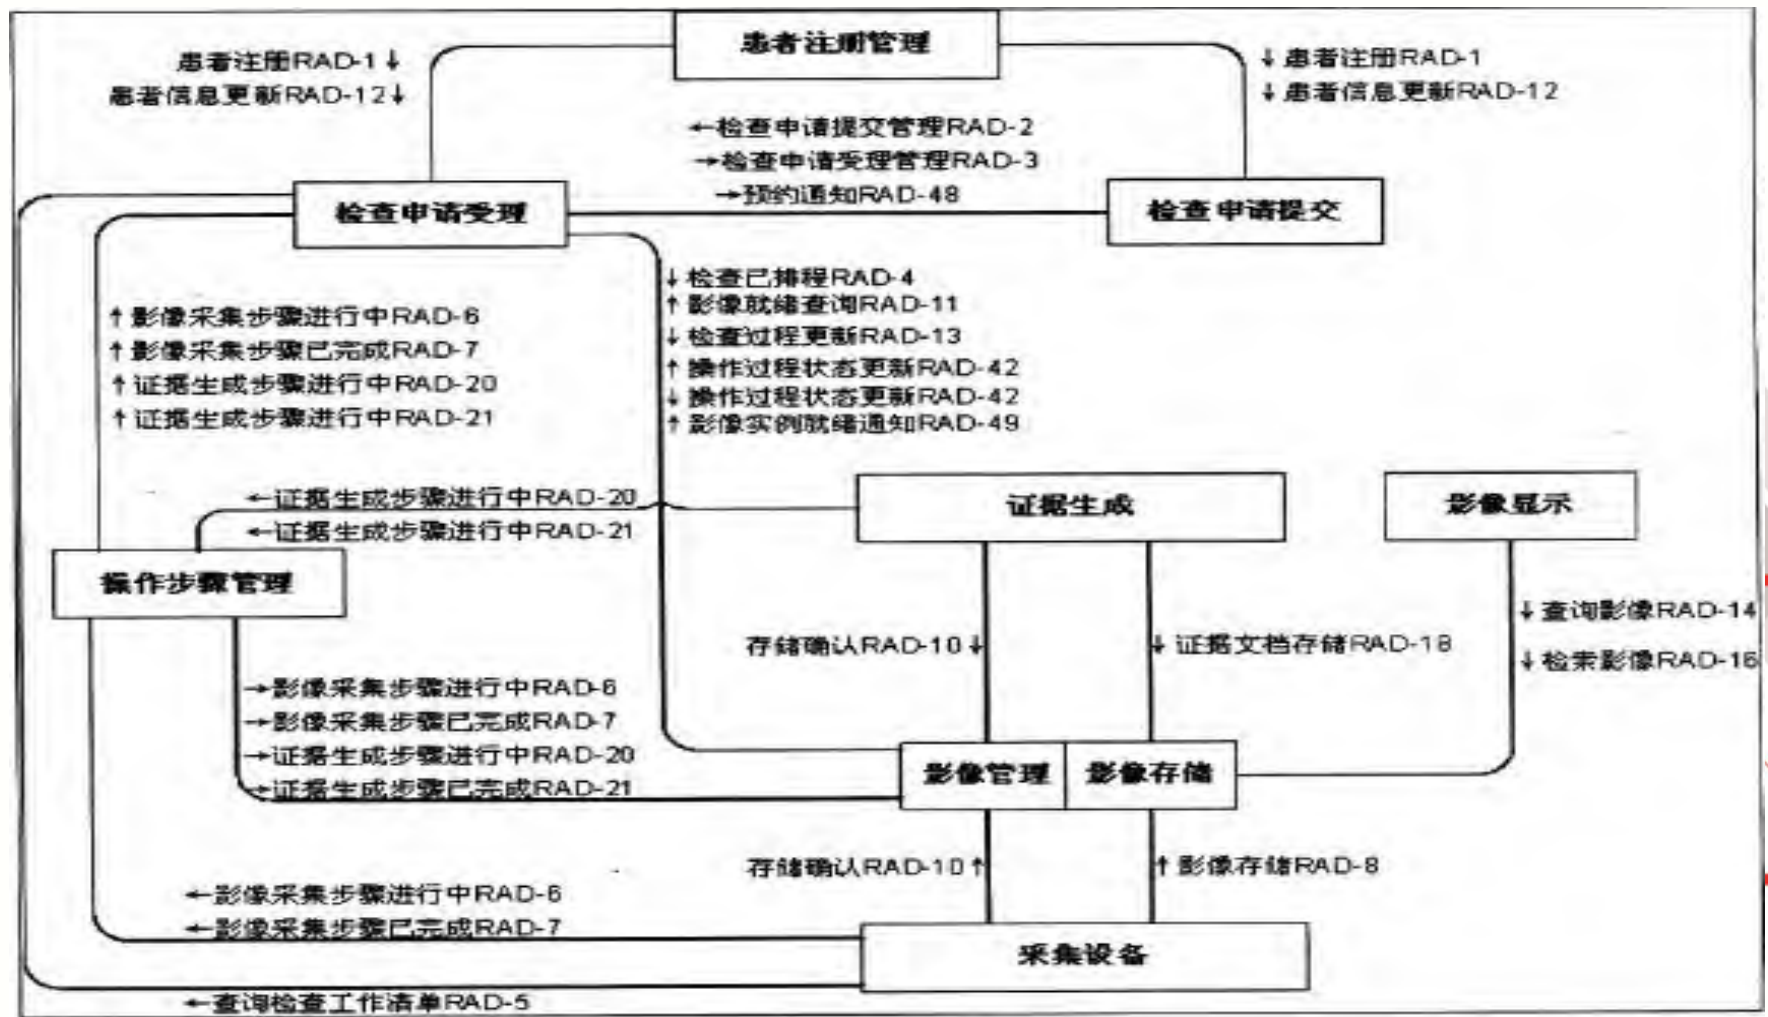 患者注册管理
患者注册RAD-1↓
患者信息更新RAD-12↓
↓患者注册RAD-1
↓患者信息更新RAD-12
←检查申请提交管理RAD-2
→检查申请受理管理RAD-3
→预约通知RAD-48
检查申请受理
检查申请提交
↑影像采集步骤进行中RAD-6
↑影像采集步骤已完成RAD-7
↑证据生成步骤进行中RAD-20
↑证据生成步骤进行中RAD-21
↓检查已排程RAD-4
↑影像就绪查询RAD-11
↓检查过程更新RAD-13
↑操作过程状态更新RAD-42
↓操作过程状态更新RAD-42
↑影像实例就绪通知RAD-49
←证据生成步骤进行中RAD-20
←证据生成步骤进行中RAD-21
证据生成
影像显示
操作步骤管理
存储确认RAD-10↓
↓证据文档存储RAD-18
↓查询影像RAD-14
↓检索影像RAD-16
→影像采集步骤进行中RAD-6
→影像采集步骤已完成RAD-7
→证据生成步骤进行中RAD-20
→证据生成步骤已完成RAD-21
影像管理
影像存储
存储确认RAD-10↑
↑影像存储RAD-8
←影像采集步骤进行中RAD-6
←影像采集步骤已完成RAD-7
采集设备
←查询检查工作清单RAD-5